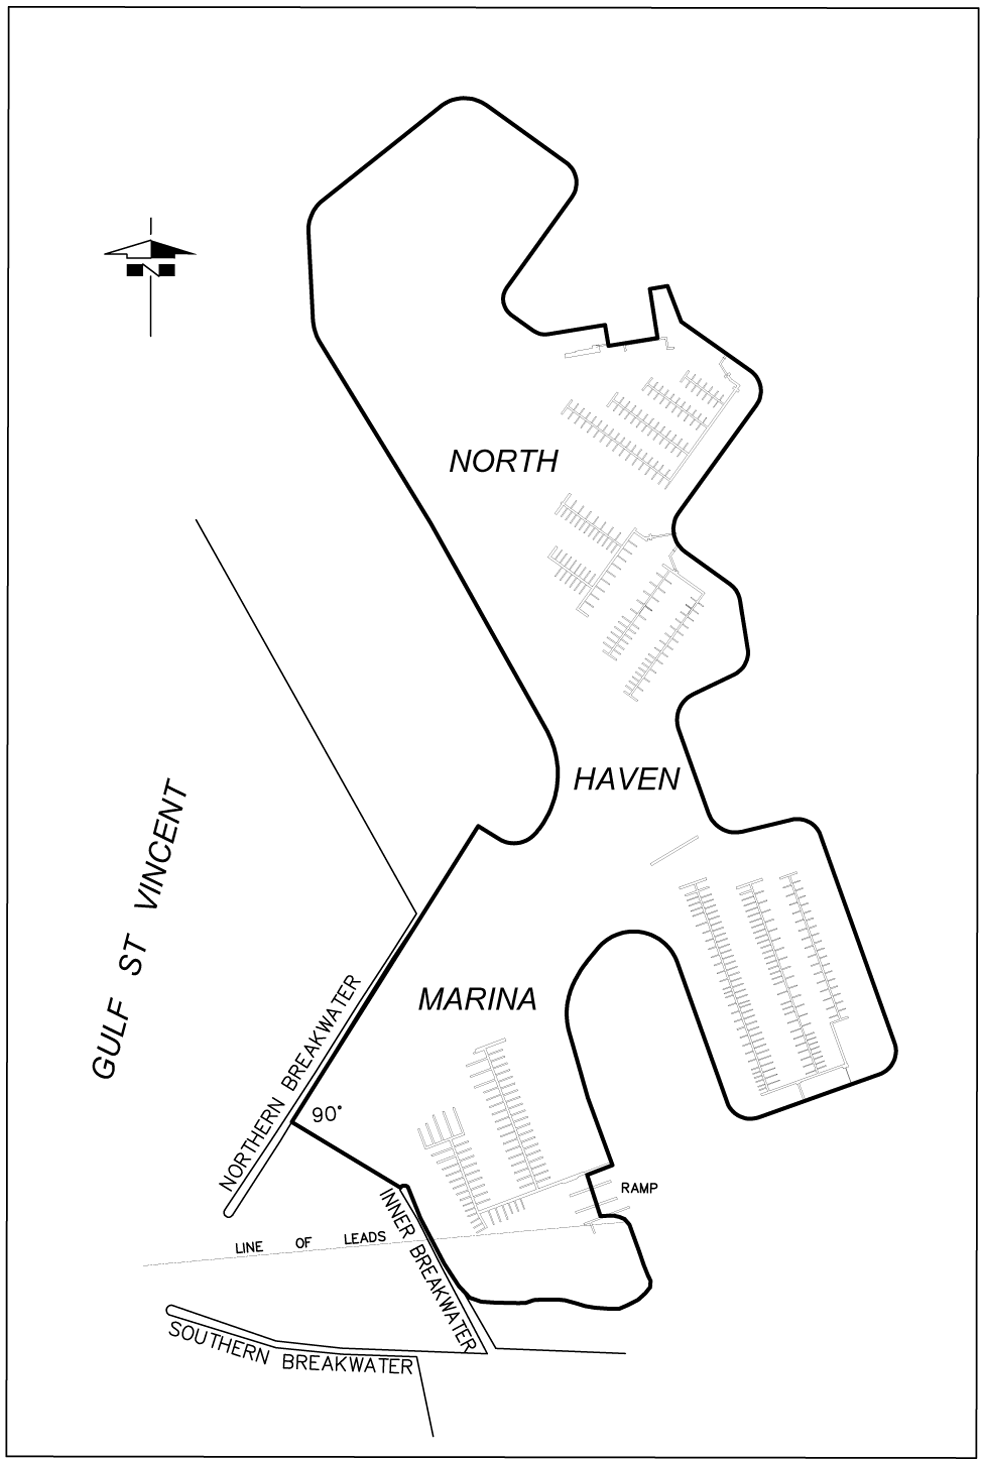 N
NORTH
HAVEN
GULF ST VINCENT
MARINA
NORTHERN BREAKWATER
90°
RAMP
INNER BREAKWATER
LINE OF LEADS
SOUTHERN BREAKWATER